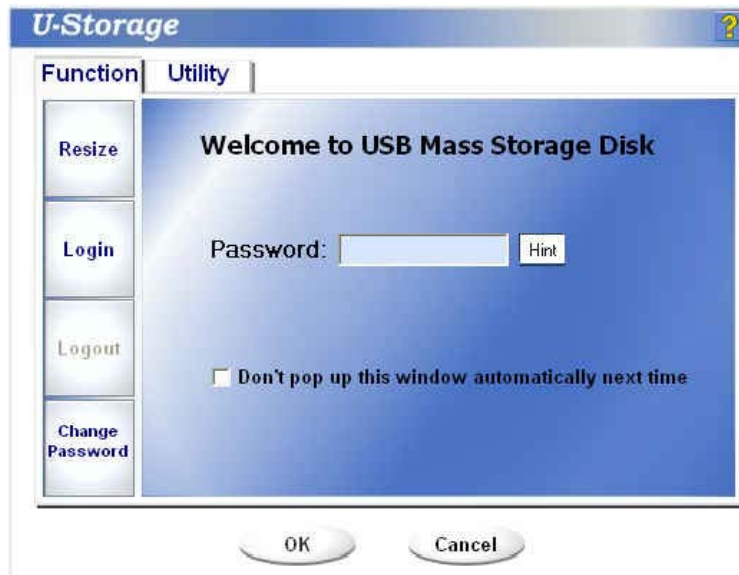 U-Storage
?
Function Utility
Resize
Login
Logout
Change
Password
Welcome to USB Mass Storage Disk
Password: Hint
Don't pop up this window automatically next time
OK Cancel